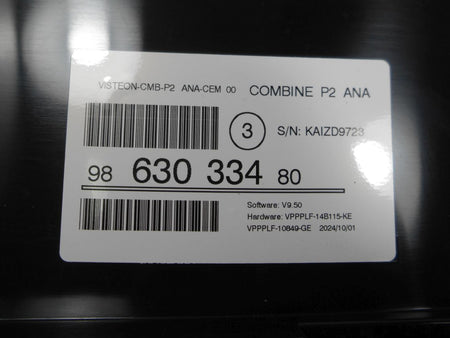 VISTEON-CMB-P2 ANA-CEM 00 COMBINE P2 ANA
3 S/N: KAIZD9723
98 630 334 80
Software: V9.50
Hardware: VPPPLF-14B115-KE
VPPPLF-10849-GE 2024/10/01